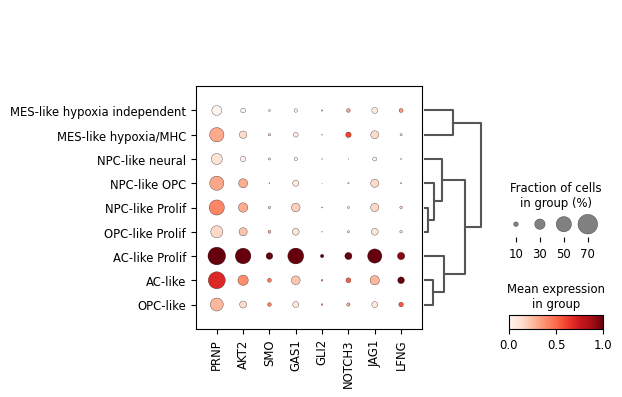 MES-like hypoxia independent
MES-like hypoxia/MHC
NPC-like neural
NPC-like OPC
NPC-like Prolif
OPC-like Prolif
AC-like Prolif
AC-like
OPC-like
PRNP
AKT2
SMO
GAS1
GLI2
NOTCH3
JAG1
LFNG
Fraction of cells
in group (%)
10 30 50 70
Mean expression
in group
0.0 0.5 1.0